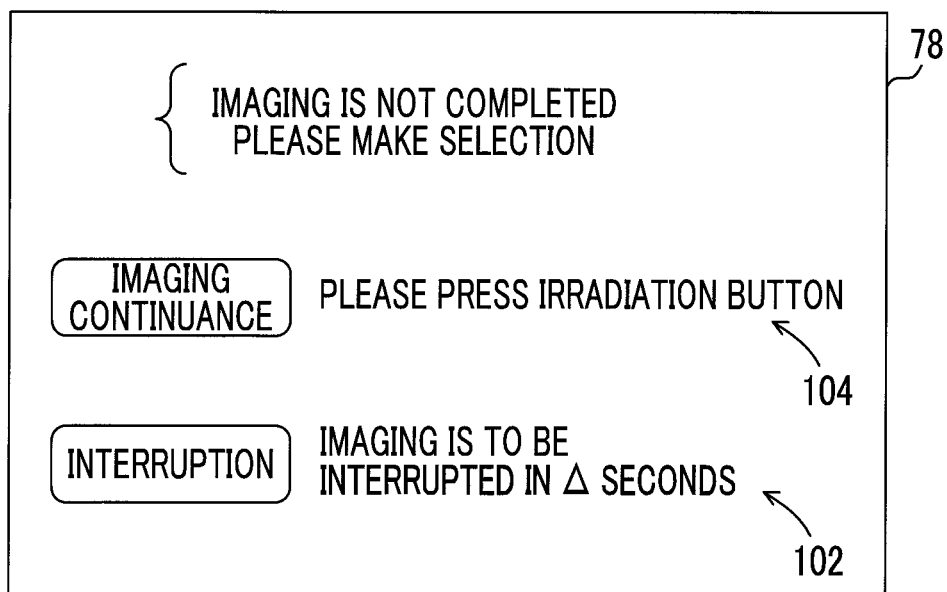 78
IMAGING IS NOT COMPLETED
PLEASE MAKE SELECTION
IMAGING
CONTINUANCE
PLEASE PRESS IRRADIATION BUTTON
104
INTERRUPTION
IMAGING IS TO BE
INTERRUPTED IN Δ SECONDS
102